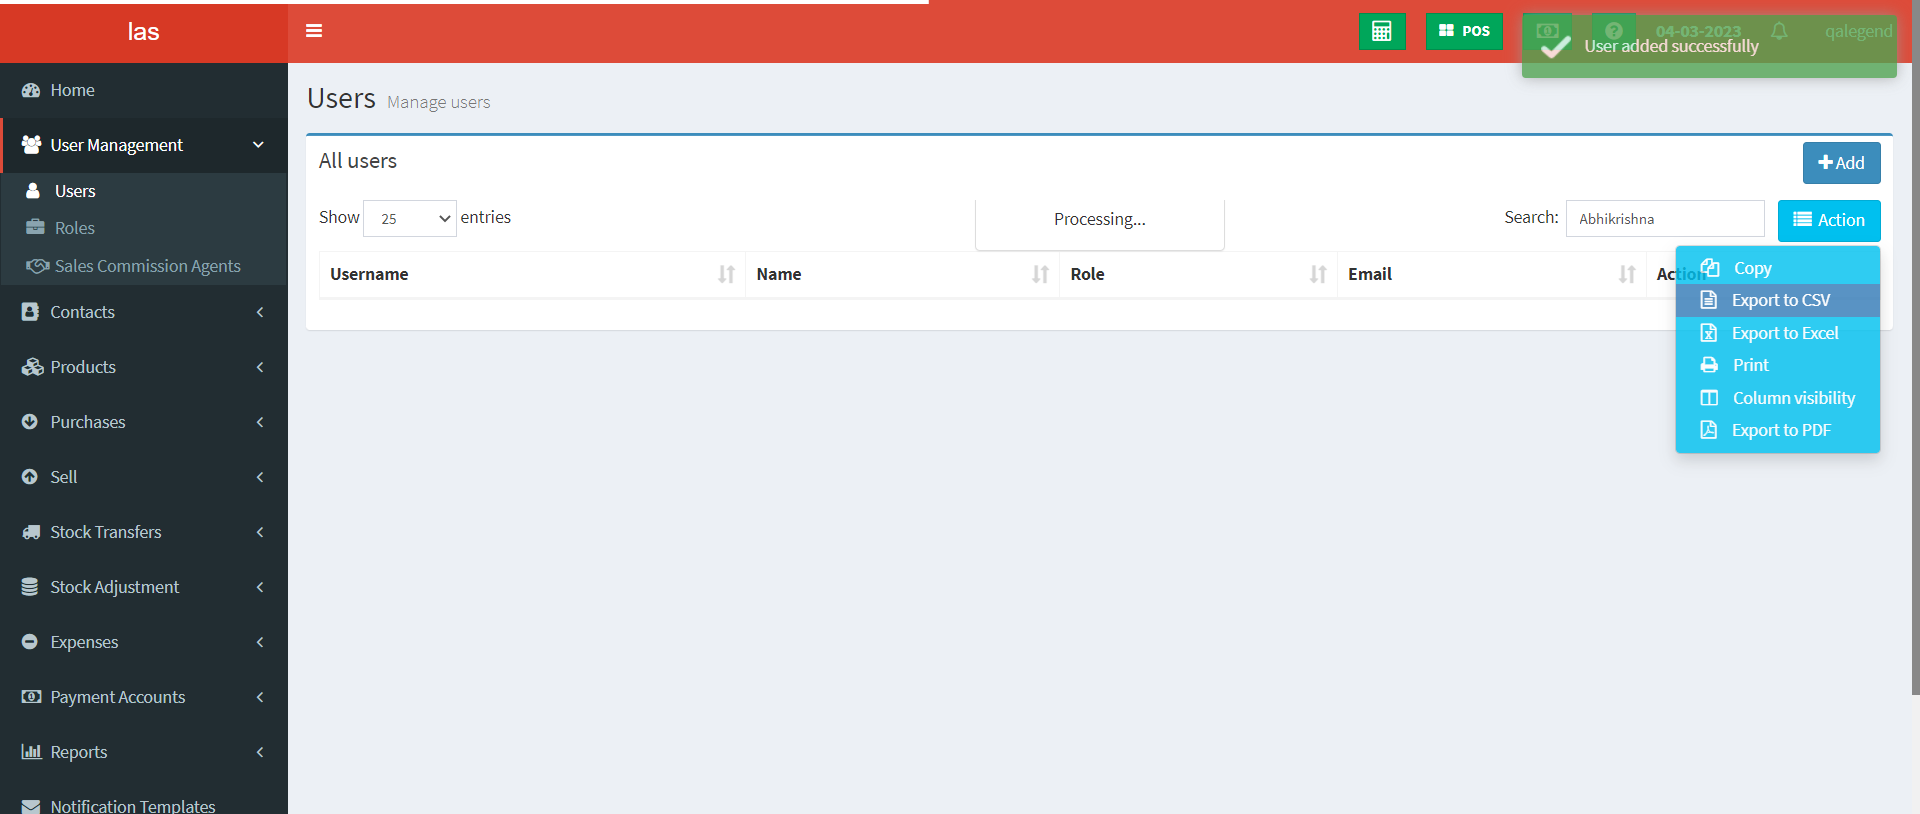 las
POS
04-03-2023
qalegend
User added successfully
Home
User Management
Users
Roles
Sales Commission Agents
Contacts
Products
Purchases
Sell
Stock Transfers
Stock Adjustment
Expenses
Payment Accounts
Reports
Notification Templates
Users Manage users
All users
Add
Show 25 entries
Processing...
Search: Abhikrishna
Action
Username Name Role Email Action
Copy
Export to CSV
Export to Excel
Print
Column visibility
Export to PDF